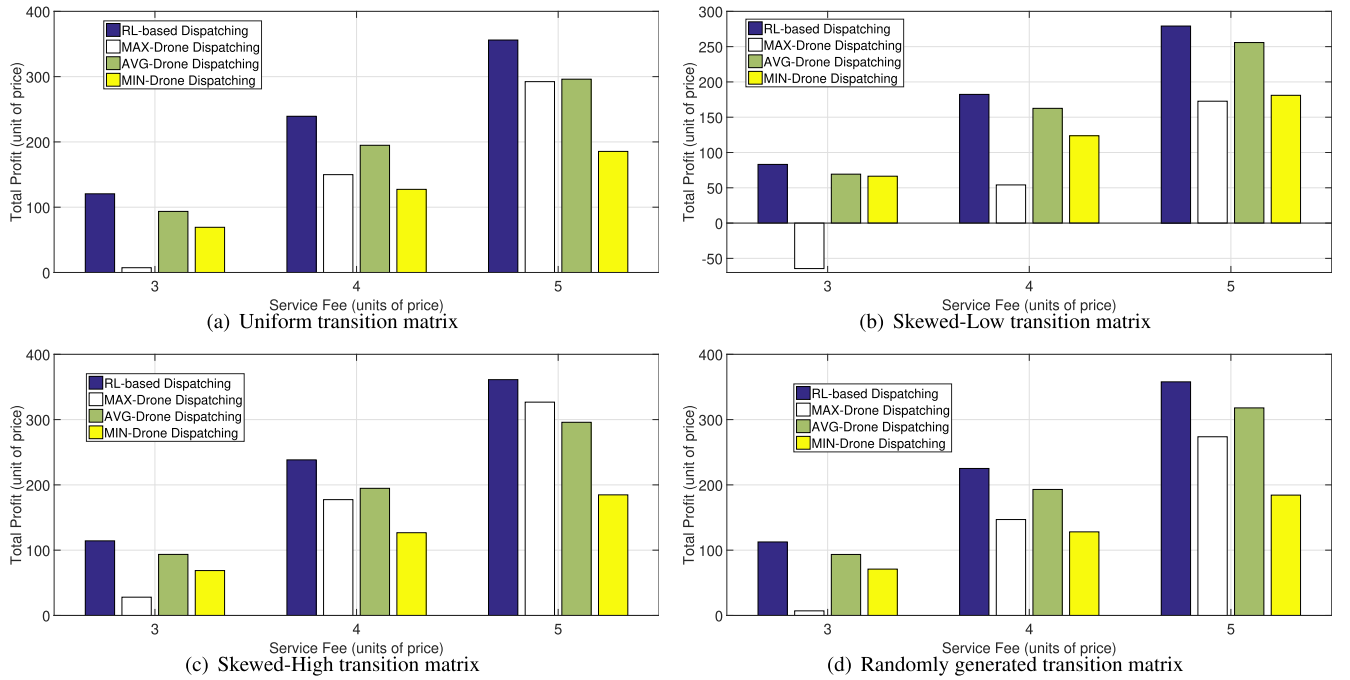 400
300
200
100
0
Total Profit (unit of price)
RL-based Dispatching
MAX-Drone Dispatching
AVG-Drone Dispatching
MIN-Drone Dispatching
3 4 5
Service Fee (units of price)
(a) Uniform transition matrix
300
250
200
150
100
50
0
-50
Total Profit (unit of price)
RL-based Dispatching
MAX-Drone Dispatching
AVG-Drone Dispatching
MIN-Drone Dispatching
3 4 5
Service Fee (units of price)
(b) Skewed-Low transition matrix
400
300
200
100
0
Total Profit (unit of price)
RL-based Dispatching
MAX-Drone Dispatching
AVG-Drone Dispatching
MIN-Drone Dispatching
3 4 5
Service Fee (units of price)
(c) Skewed-High transition matrix
400
300
200
100
0
Total Profit (unit of price)
RL-based Dispatching
MAX-Drone Dispatching
AVG-Drone Dispatching
MIN-Drone Dispatching
3 4 5
Service Fee (units of price)
(d) Randomly generated transition matrix